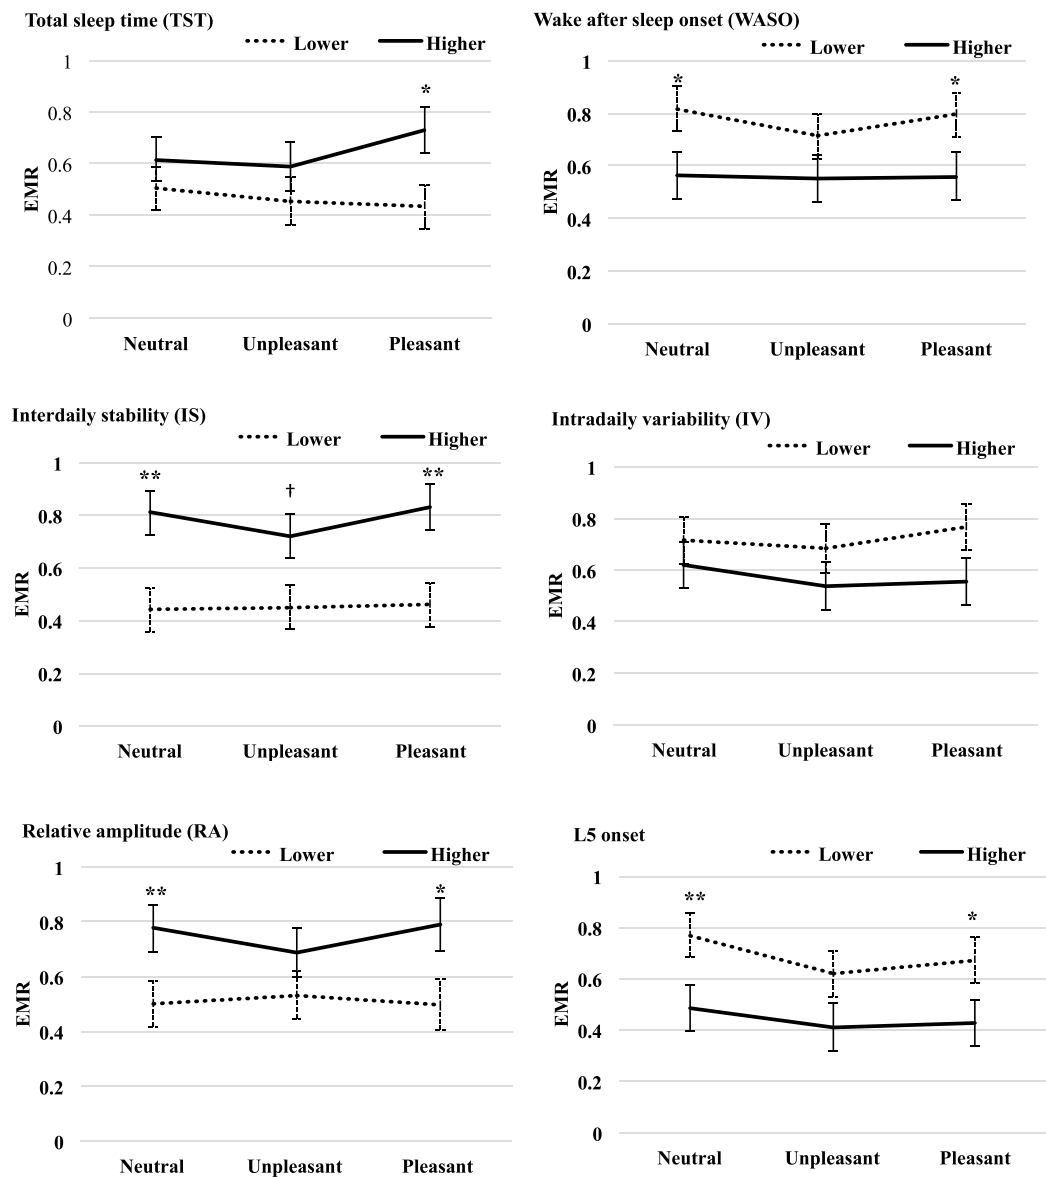 Total sleep time (TST)
Lower Higher
*
1
0.8
0.6
0.4
0.2
0
EMR
Neutral Unpleasant Pleasant
Wake after sleep onset (WASO)
Lower Higher
* *
1
0.8
0.6
0.4
0.2
0
EMR
Neutral Unpleasant Pleasant
Interdaily stability (IS)
Lower Higher
** † **
1
0.8
0.6
0.4
0.2
0
EMR
Neutral Unpleasant Pleasant
Intradaily variability (IV)
Lower Higher
1
0.8
0.6
0.4
0.2
0
EMR
Neutral Unpleasant Pleasant
Relative amplitude (RA)
Lower Higher
** *
1
0.8
0.6
0.4
0.2
0
EMR
Neutral Unpleasant Pleasant
L5 onset
Lower Higher
** *
1
0.8
0.6
0.4
0.2
0
EMR
Neutral Unpleasant Pleasant